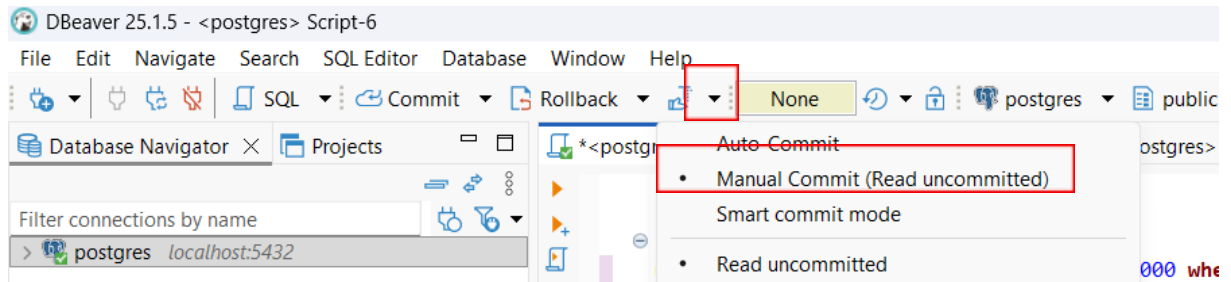 DBeaver 25.1.5 - <postgres> Script-6
File Edit Navigate Search SQL Editor Database Window Help
SQL Commit Rollback None postgres public
Database Navigator Projects *<postgr ostgres>
Auto-Commit
Manual Commit (Read uncommitted)
Filter connections by name
Smart commit mode
postgres localhost:5432
Read uncommitted
000 whe